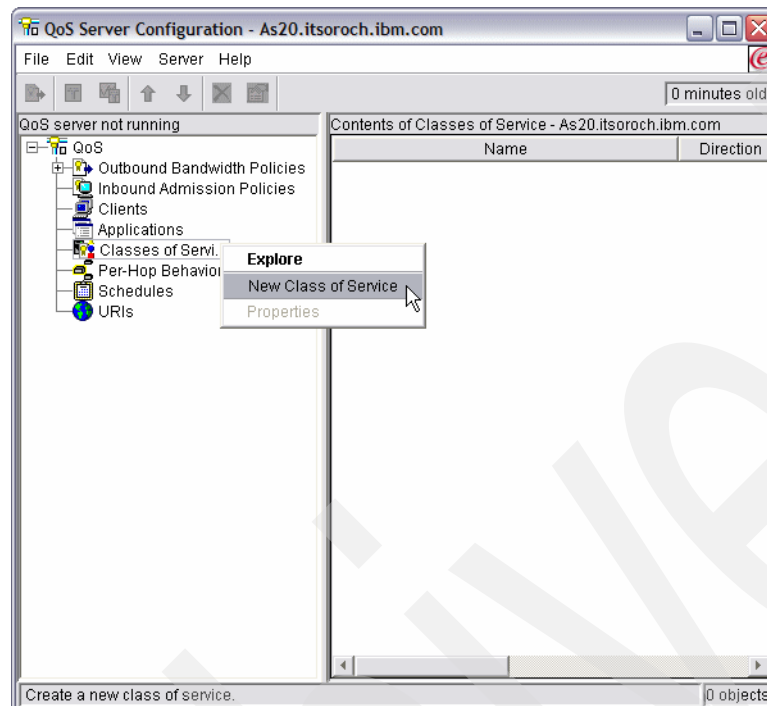 QoS Server Configuration - As20.itsoroch.ibm.com
File Edit View Server Help
0 minutes old
QoS server not running
Contents of Classes of Service - As20.itsoroch.ibm.com
QoS
Name Direction
Outbound Bandwidth Policies
Inbound Admission Policies
Clients
Applications
Classes of Servi..
Explore
Per-Hop Behavior
New Class of Service
Schedules
Properties
URIs
Create a new class of service.
0 objects